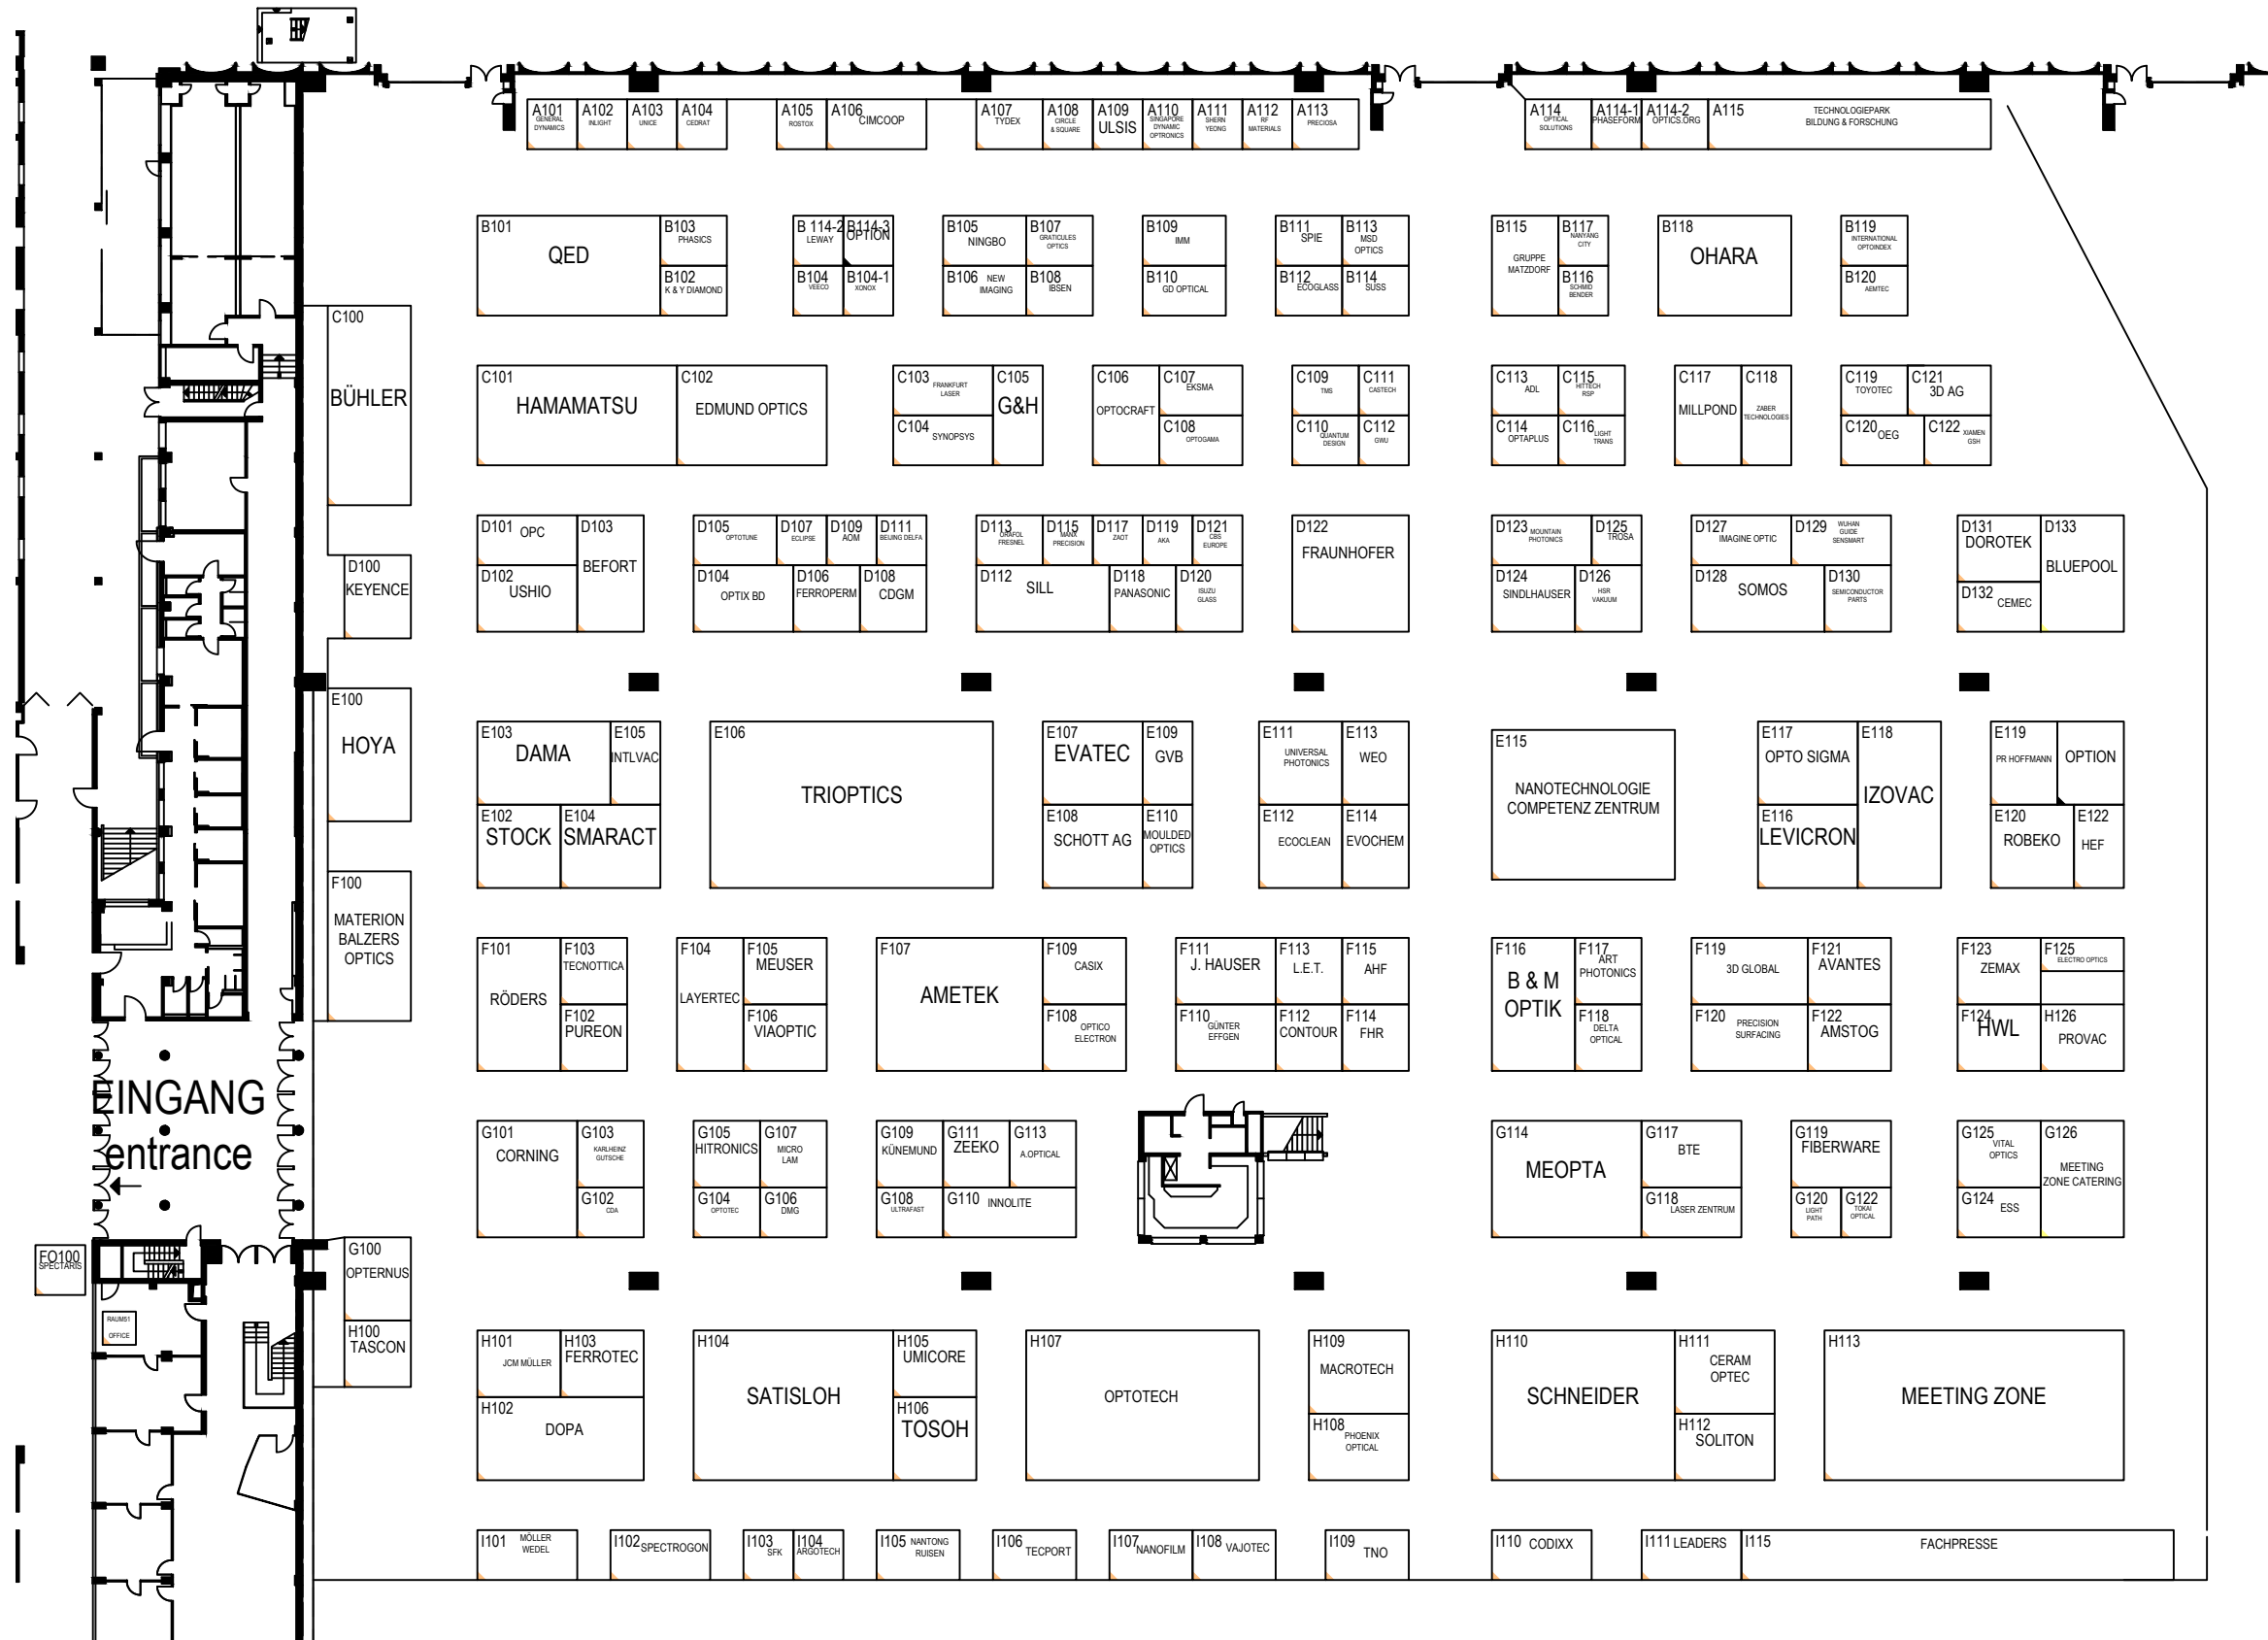 A101
GENERAL
DYNAMICS
A102
INLIGHT
A103
UNICE
A104
CEDRAT
A105
ROSTOX
A106
CIMCOOP
A107
TYDEX
A108
CIRCLE
& SQUARE
A109
ULSIS
A110
SINGAPORE
DYNAMIC
OPTRONICS
A111
SHERN
YEONG
A112
RF
MATERIALS
A113
PRECIOSA
A114
OPTICAL
SOLUTIONS
A114-1
PHASEFORM
A114-2
OPTICS.ORG
A115
TECHNOLOGIEPARK
BILDUNG & FORSCHUNG
B101
QED
B103
PHASICS
B102
K & Y DIAMOND
B 114-2
LEWAY
B114-3
OPTION
B104
VEECO
B104-1
XONOX
B105
NINGBO
B107
GRATICULES
OPTICS
B106
NEW
IMAGING
B108
IBSEN
B109
IMM
B110
GD OPTICAL
B111
SPIE
B113
MSD
OPTICS
B112
ECOGLASS
B114
SUSS
B115
GRUPPE
MATZDORF
B117
NANYANG
CITY
B116
SCHMID
BENDER
B118
OHARA
B119
INTERNATIONAL
OPTOINDEX
B120
AEMTEC
C100
BÜHLER
C101
HAMAMATSU
C102
EDMUND OPTICS
C103
FRANKFURT
LASER
C104
SYNOPSYS
C105
G&H
C106
OPTOCRAFT
C107
EKSMA
C108
OPTOGAMA
C109
TMS
C111
CASTECH
C110
QUANTUM
DESIGN
C112
GWU
C113
ADL
C115
HITTECH
RSP
C114
OPTAPLUS
C116
LIGHT
TRANS
C117
MILLPOND
C118
ZABER
TECHNOLOGIES
C119
TOYOTEC
C121
3D AG
C120
OEG
C122
XIAMEN
GSH
D100
KEYENCE
D101
OPC
D102
USHIO
D103
BEFORT
D105
OPTOTUNE
D107
ECLIPSE
D109
AOM
D111
BEIJING DELFA
D104
OPTIX BD
D106
FERROPERM
D108
CDGM
D113
ORAFOL
FRESNEL
D115
MANX
PRECISION
D117
ZAOT
D119
AKA
D121
CBS
EUROPE
D112
SILL
D118
PANASONIC
D120
ISUZU
GLASS
D122
FRAUNHOFER
D123
MOUNTAIN
PHOTONICS
D125
TROSA
D124
SINDLHAUSER
D126
HSR
VAKUUM
D127
IMAGINE OPTIC
D129
WUHAN
GUIDE
SENSMART
D128
SOMOS
D130
SEMICONDUCTOR
PARTS
D131
DOROTEK
D132
CEMEC
D133
BLUEPOOL
E100
HOYA
E103
DAMA
E105
INTLVAC
E102
STOCK
E104
SMARACT
E106
TRIOPTICS
E107
EVATEC
E109
GVB
E108
SCHOTT AG
E110
MOULDED
OPTICS
E111
UNIVERSAL
PHOTONICS
E113
WEO
E112
ECOCLEAN
E114
EVOCHEM
E115
NANOTECHNOLOGIE
COMPETENZ ZENTRUM
E117
OPTO SIGMA
E116
LEVICRON
E118
IZOVAC
E119
PR HOFFMANN
OPTION
E120
ROBEKO
E122
HEF
F100
MATERION
BALZERS
OPTICS
F101
RÖDERS
F103
TECNOTTICA
F102
PUREON
F104
LAYERTEC
F105
MEUSER
F106
VIAOPTIC
F107
AMETEK
F109
CASIX
F108
OPTICO
ELECTRON
F111
J. HAUSER
F113
L.E.T.
F115
AHF
F110
GÜNTER
EFFGEN
F112
CONTOUR
F114
FHR
F116
B & M
OPTIK
F117
ART
PHOTONICS
F118
DELTA
OPTICAL
F119
3D GLOBAL
F121
AVANTES
F120
PRECISION
SURFACING
F122
AMSTOG
F123
ZEMAX
F125
ELECTRO OPTICS
F124
HWL
H126
PROVAC
EINGANG
entrance
G101
CORNING
G103
KARLHEINZ
GUTSCHE
G102
CDA
G105
HITRONICS
G107
MICRO
LAM
G104
OPTOTEC
G106
DMG
G109
KÜNEMUND
G111
ZEEKO
G113
A.OPTICAL
G108
ULTRAFAST
G110
INNOLITE
G114
MEOPTA
G117
BTE
G118
LASER ZENTRUM
G119
FIBERWARE
G120
LIGHT
PATH
G122
TOKAI
OPTICAL
G125
VITAL
OPTICS
G124
ESS
G126
MEETING
ZONE CATERING
FO100
SPECTARIS
RAUM51
OFFICE
G100
OPTERNUS
H100
TASCON
H101
JCM MÜLLER
H103
FERROTEC
H102
DOPA
H104
SATISLOH
H105
UMICORE
H106
TOSOH
H107
OPTOTECH
H109
MACROTECH
H108
PHOENIX
OPTICAL
H110
SCHNEIDER
H111
CERAM
OPTEC
H112
SOLITON
H113
MEETING ZONE
I101
MÖLLER
WEDEL
I102
SPECTROGON
I103
SFK
I104
ARGOTECH
I105
NANTONG
RUISEN
I106
TECPORT
I107
NANOFILM
I108
VAJOTEC
I109
TNO
I110
CODIXX
I111
LEADERS
I115
FACHPRESSE